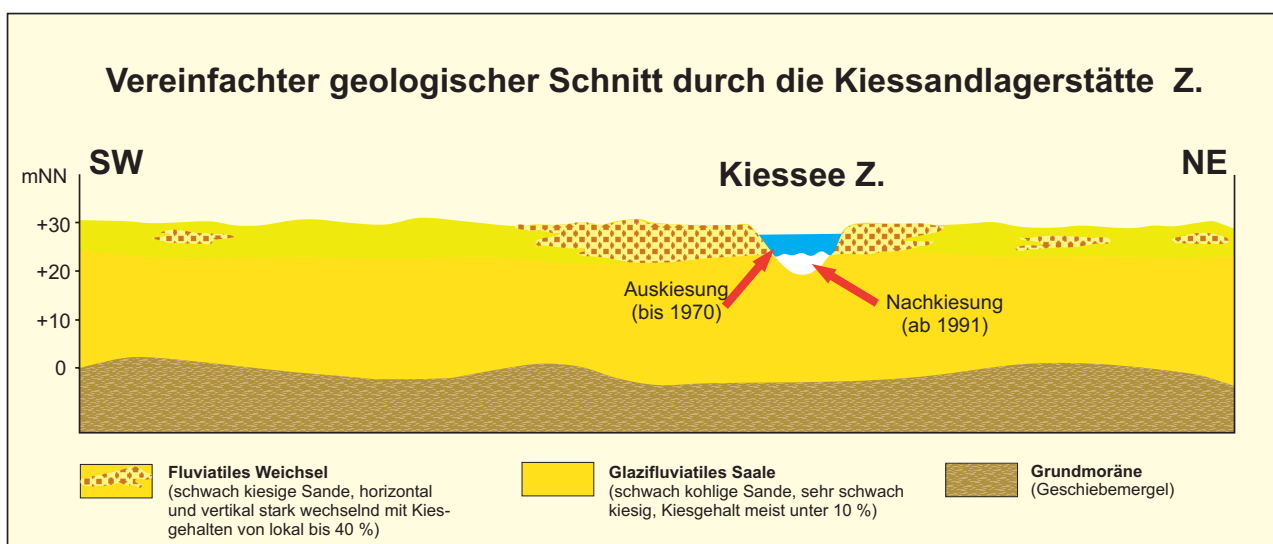 Vereinfachter geologischer Schnitt durch die Kiessandlagerstätte Z.
SW
Kiessee Z.
NE
mNN
+30
+20
+10
0
Auskiesung
(bis 1970)
Nachkiesung
(ab 1991)
Fluviatiles Weichsel
(schwach kiesige Sande, horizontal
und vertikal stark wechselnd mit Kies-
gehalten von lokal bis 40 %)
Glazifluviatiles Saale
(schwach kohlige Sande, sehr schwach
kiesig, Kiesgehalt meist unter 10 %)
Grundmoräne
(Geschiebemergel)